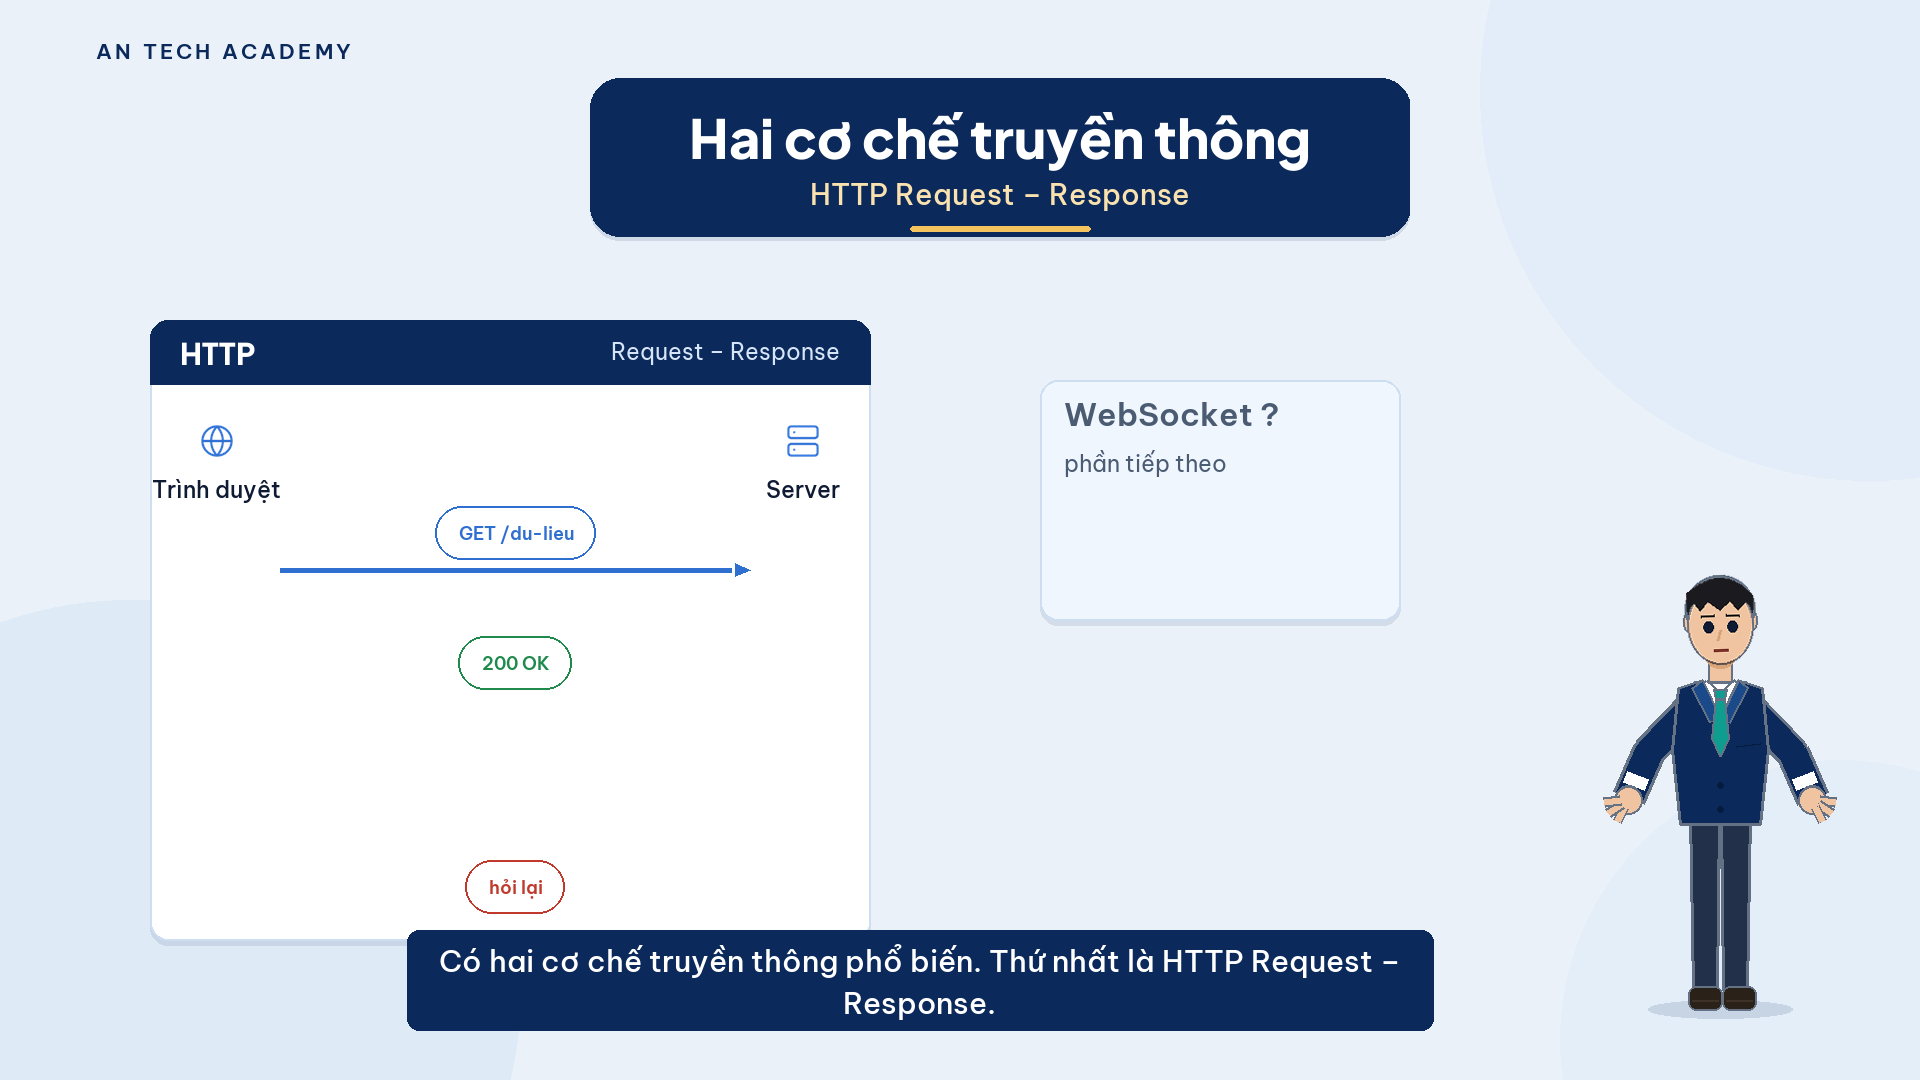 AN TECH ACADEMY
Hai cơ chế truyền thông
HTTP Request – Response
HTTP
Request – Response
Trình duyệt
Server
GET /du-lieu
200 OK
hỏi lại
WebSocket ?
phần tiếp theo
Có hai cơ chế truyền thông phổ biến. Thứ nhất là HTTP Request –
Response.